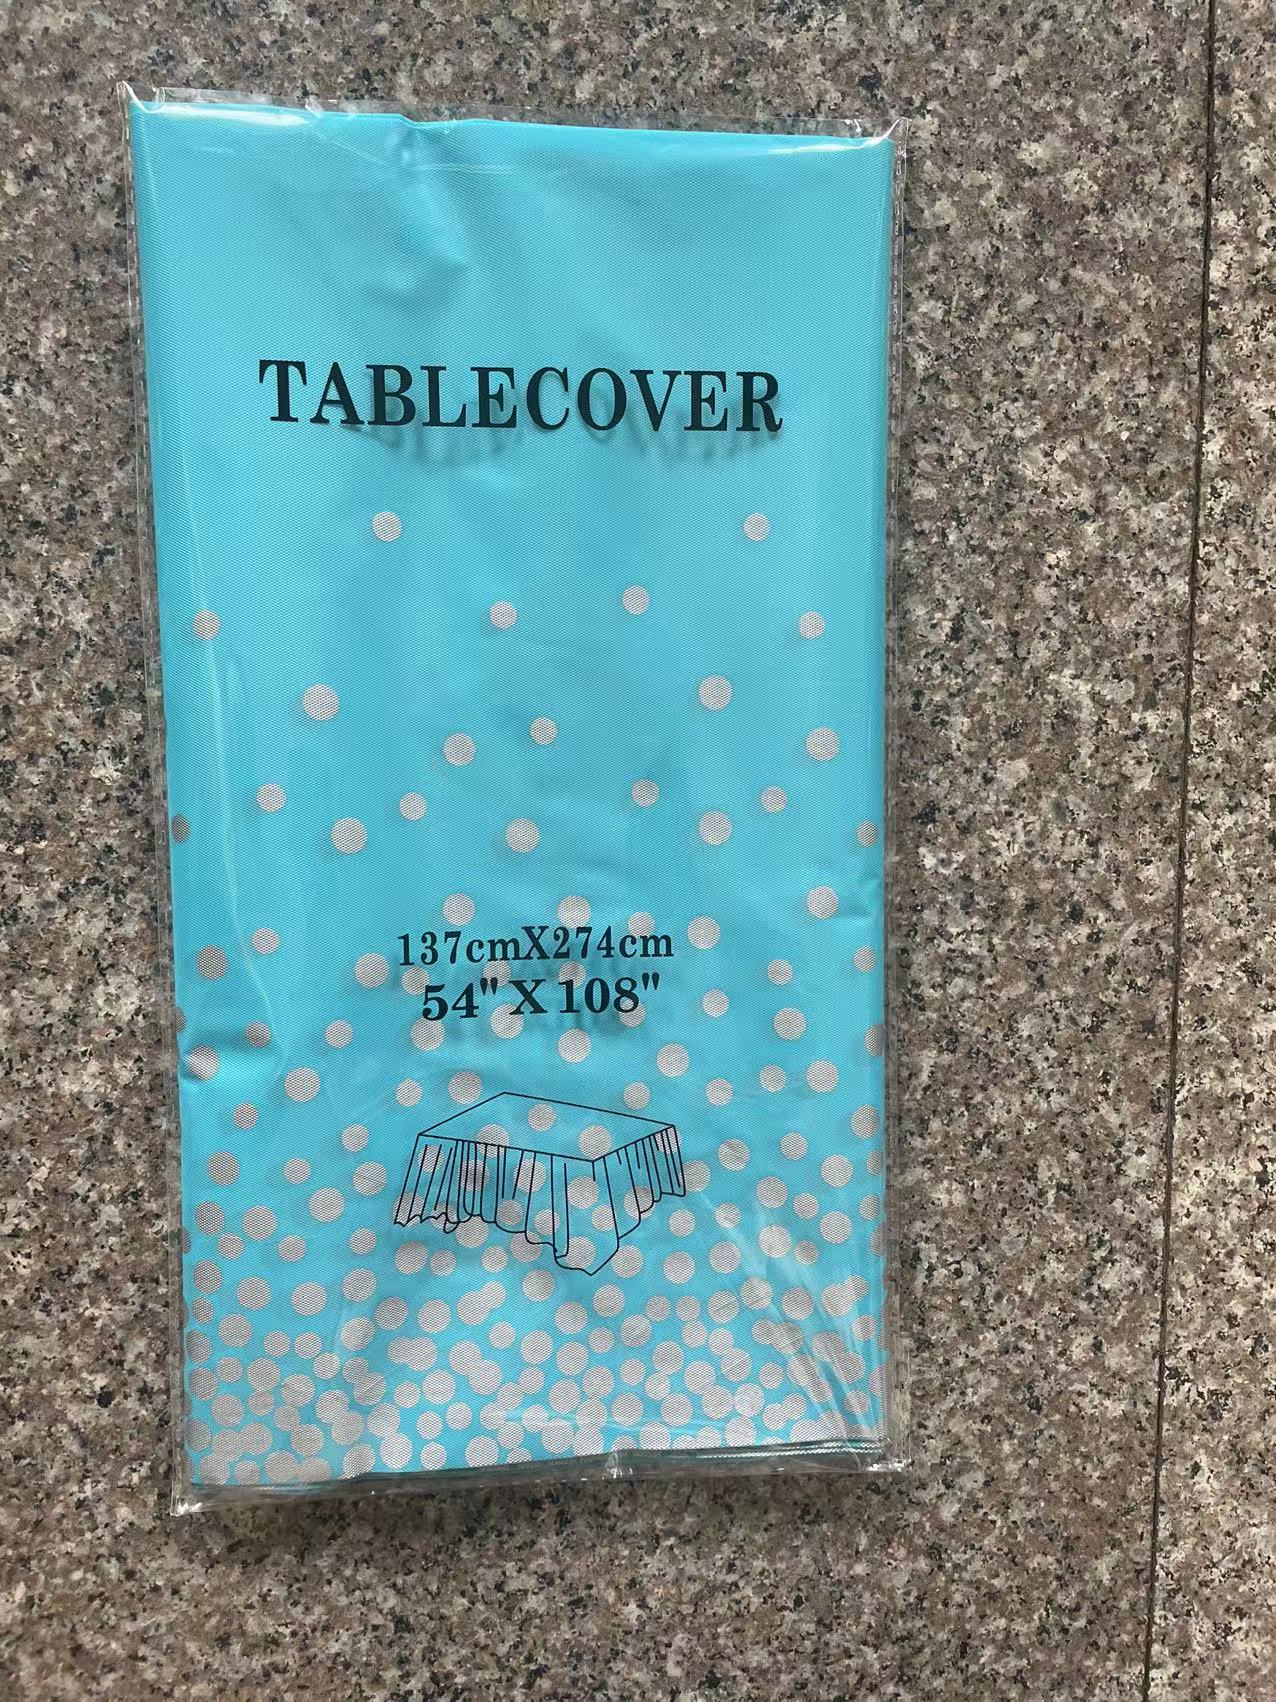 TABLECOVER
137cmX274cm
54" X 108"